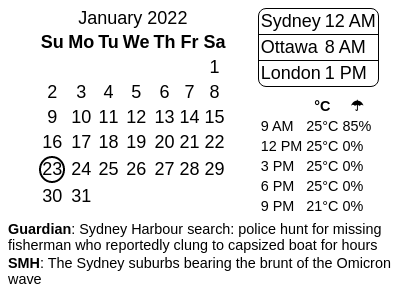 January 2022
Su Mo Tu We Th Fr Sa
1
2 3 4 5 6 7 8
9 10 11 12 13 14 15
16 17 18 19 20 21 22
23 24 25 26 27 28 29
30 31
Sydney 12 AM
Ottawa 8 AM
London 1 PM
°C ☂
9 AM 25°C 85%
12 PM 25°C 0%
3 PM 25°C 0%
6 PM 25°C 0%
9 PM 21°C 0%
Guardian: Sydney Harbour search: police hunt for missing
fisherman who reportedly clung to capsized boat for hours
SMH: The Sydney suburbs bearing the brunt of the Omicron
wave